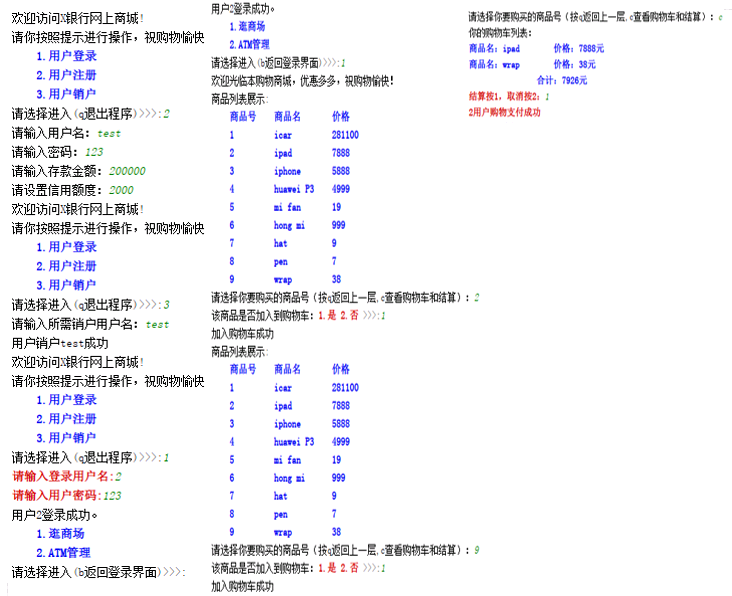 欢迎访问X银行网上商城!
请你按照提示进行操作，祝购物愉快
1.用户登录
2.用户注册
3.用户销户
请选择进入(q退出程序)>>>:2
请输入用户名：test
请输入密码：123
请输入存款金额：200000
请设置信用额度：2000
欢迎访问X银行网上商城!
请你按照提示进行操作，祝购物愉快
1.用户登录
2.用户注册
3.用户销户
请选择进入(q退出程序)>>>:3
请输入所需销户用户名：test
用户销户test成功
欢迎访问X银行网上商城!
请你按照提示进行操作，祝购物愉快
1.用户登录
2.用户注册
3.用户销户
请选择进入(q退出程序)>>>:1
请输入登录用户名:2
请输入用户密码:123
用户2登录成功。
1.逛商场
2.ATM管理
请选择进入(b返回登录界面)>>>:
用户2登录成功。
1.逛商场
2.ATM管理
请选择进入(b返回登录界面)>>>>:1
欢迎光临本购物商城，优惠多多，祝购物愉快!
商品列表展示:
商品号 商品名 价格
1 icar 281100
2 ipad 7888
3 iphone 5888
4 huawei P3 4999
5 mi fan 19
6 hong mi 999
7 hat 9
8 pen 7
9 wrap 38
请选择你要购买的商品号（按q返回上一层,c查看购物车和结算）：2
该商品是否加入到购物车：1.是 2.否 >>>:1
加入购物车成功
商品列表展示:
商品号 商品名 价格
1 icar 281100
2 ipad 7888
3 iphone 5888
4 huawei P3 4999
5 mi fan 19
6 hong mi 999
7 hat 9
8 pen 7
9 wrap 38
请选择你要购买的商品号（按q返回上一层,c查看购物车和结算）：9
该商品是否加入到购物车：1.是 2.否 >>>:1
加入购物车成功
请选择你要购买的商品号（按q返回上一层,c查看购物车和结算）：c
你的购物车列表：
商品名：ipad 价格：7888元
商品名：wrap 价格：38元
合计：7926元
结算按1，取消按2：1
2用户购物支付成功